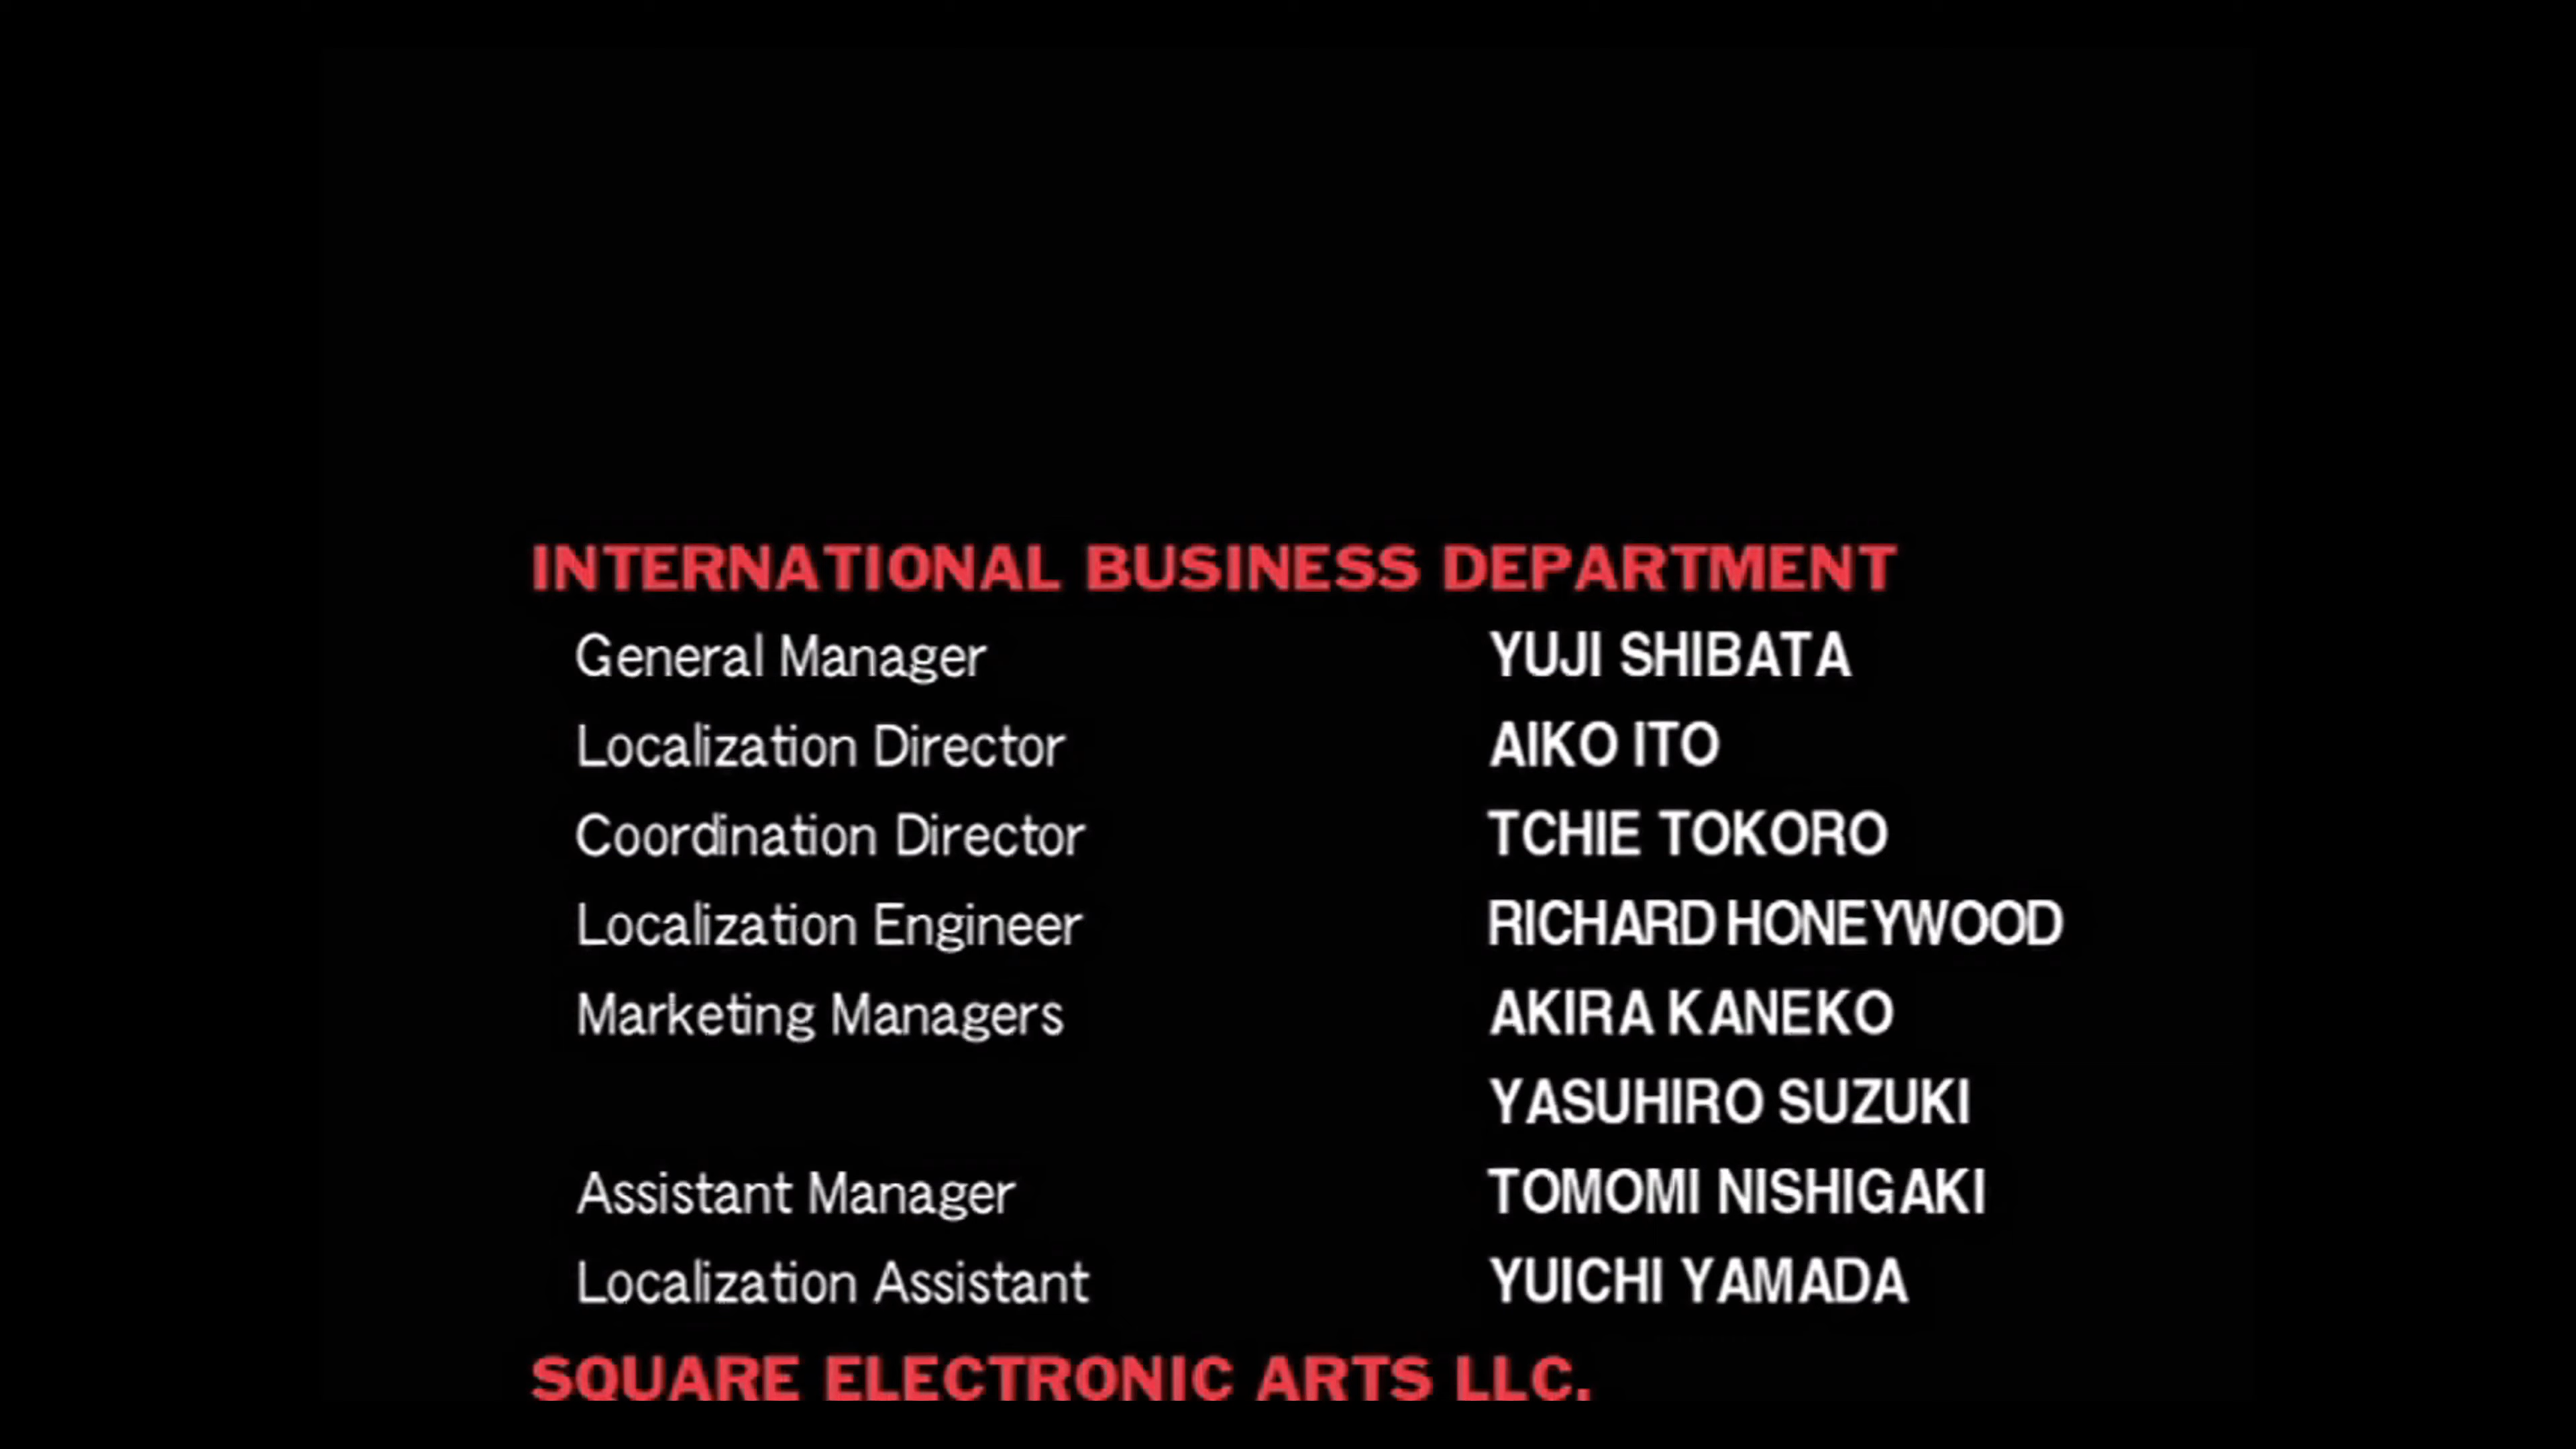 INTERNATIONAL BUSINESS DEPARTMENT
General Manager YUJI SHIBATA
Localization Director AIKO ITO
Coordination Director TCHIE TOKORO
Localization Engineer RICHARD HONEYWOOD
Marketing Managers AKIRA KANEKO
YASUHIRO SUZUKI
Assistant Manager TOMOMI NISHIGAKI
Localization Assistant YUICHI YAMADA
SQUARE ELECTRONIC ARTS LLC.